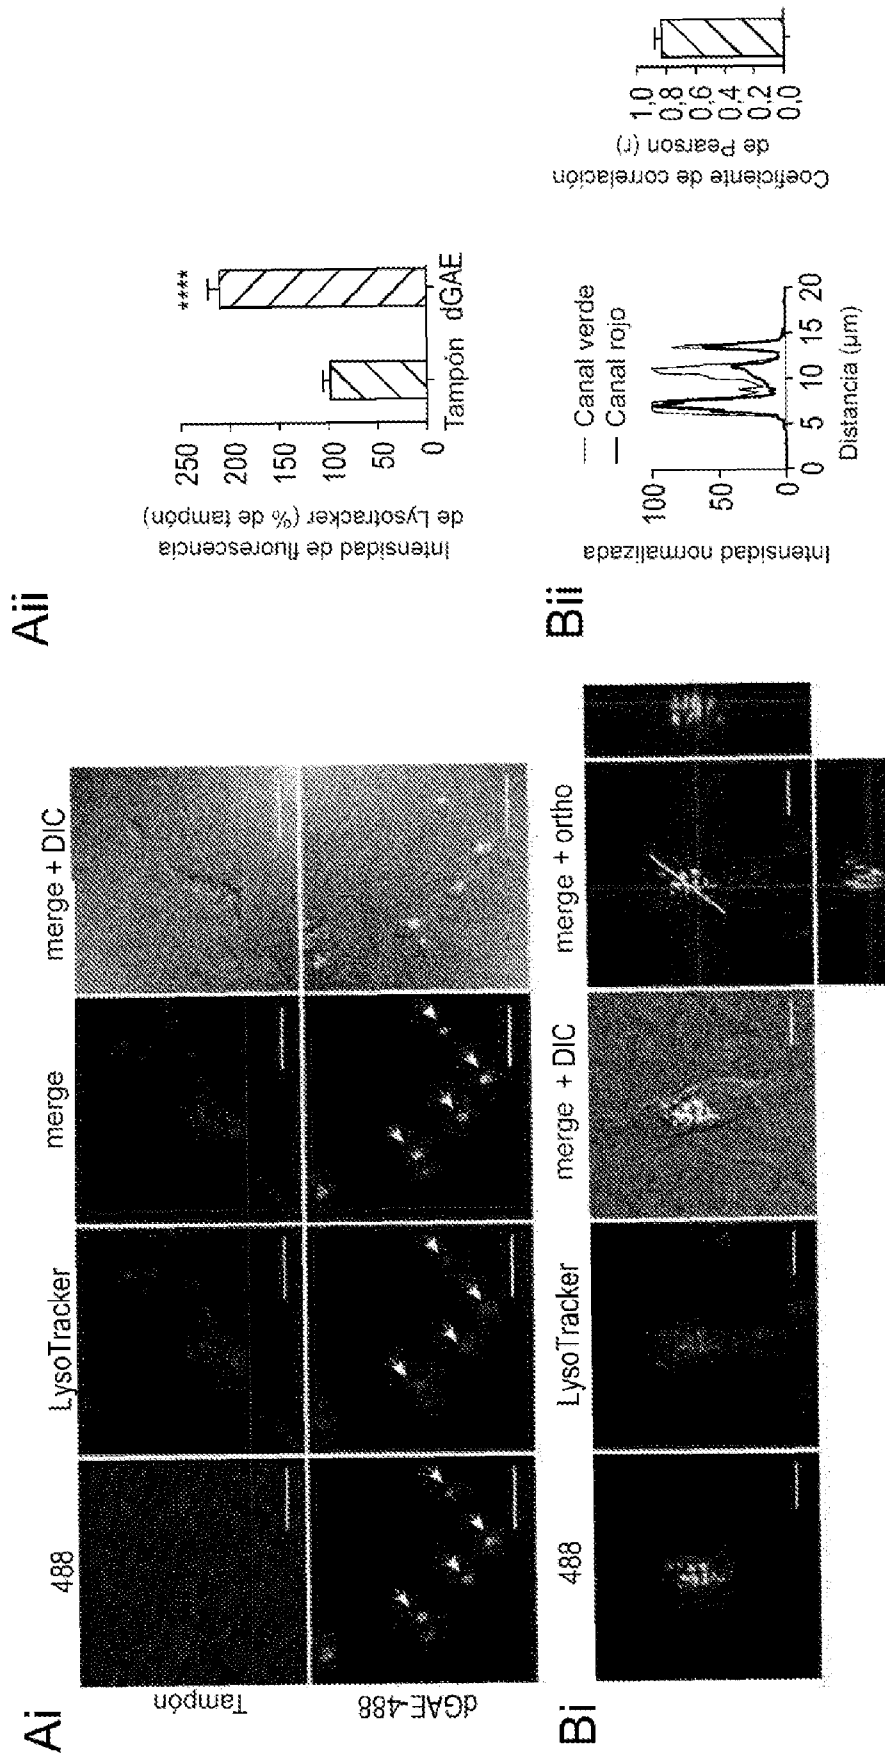 Ai
488
LysoTracker
merge
merge + DIC
Tampón
dGAE-488
Aii
Intensidad de fluorescencia
de Lysotracker (% de tampón)
250
200
150
100
50
0
Tampón
dGAE
****
Bi
488
LysoTracker
merge + DIC
merge + ortho
Bii
Intensidad normalizada
100
50
0
0
5
10
15
20
Distancia (µm)
Canal verde
Canal rojo
Coeficiente de correlación
de Pearson (r)
1,0
0,8
0,6
0,4
0,2
0,0